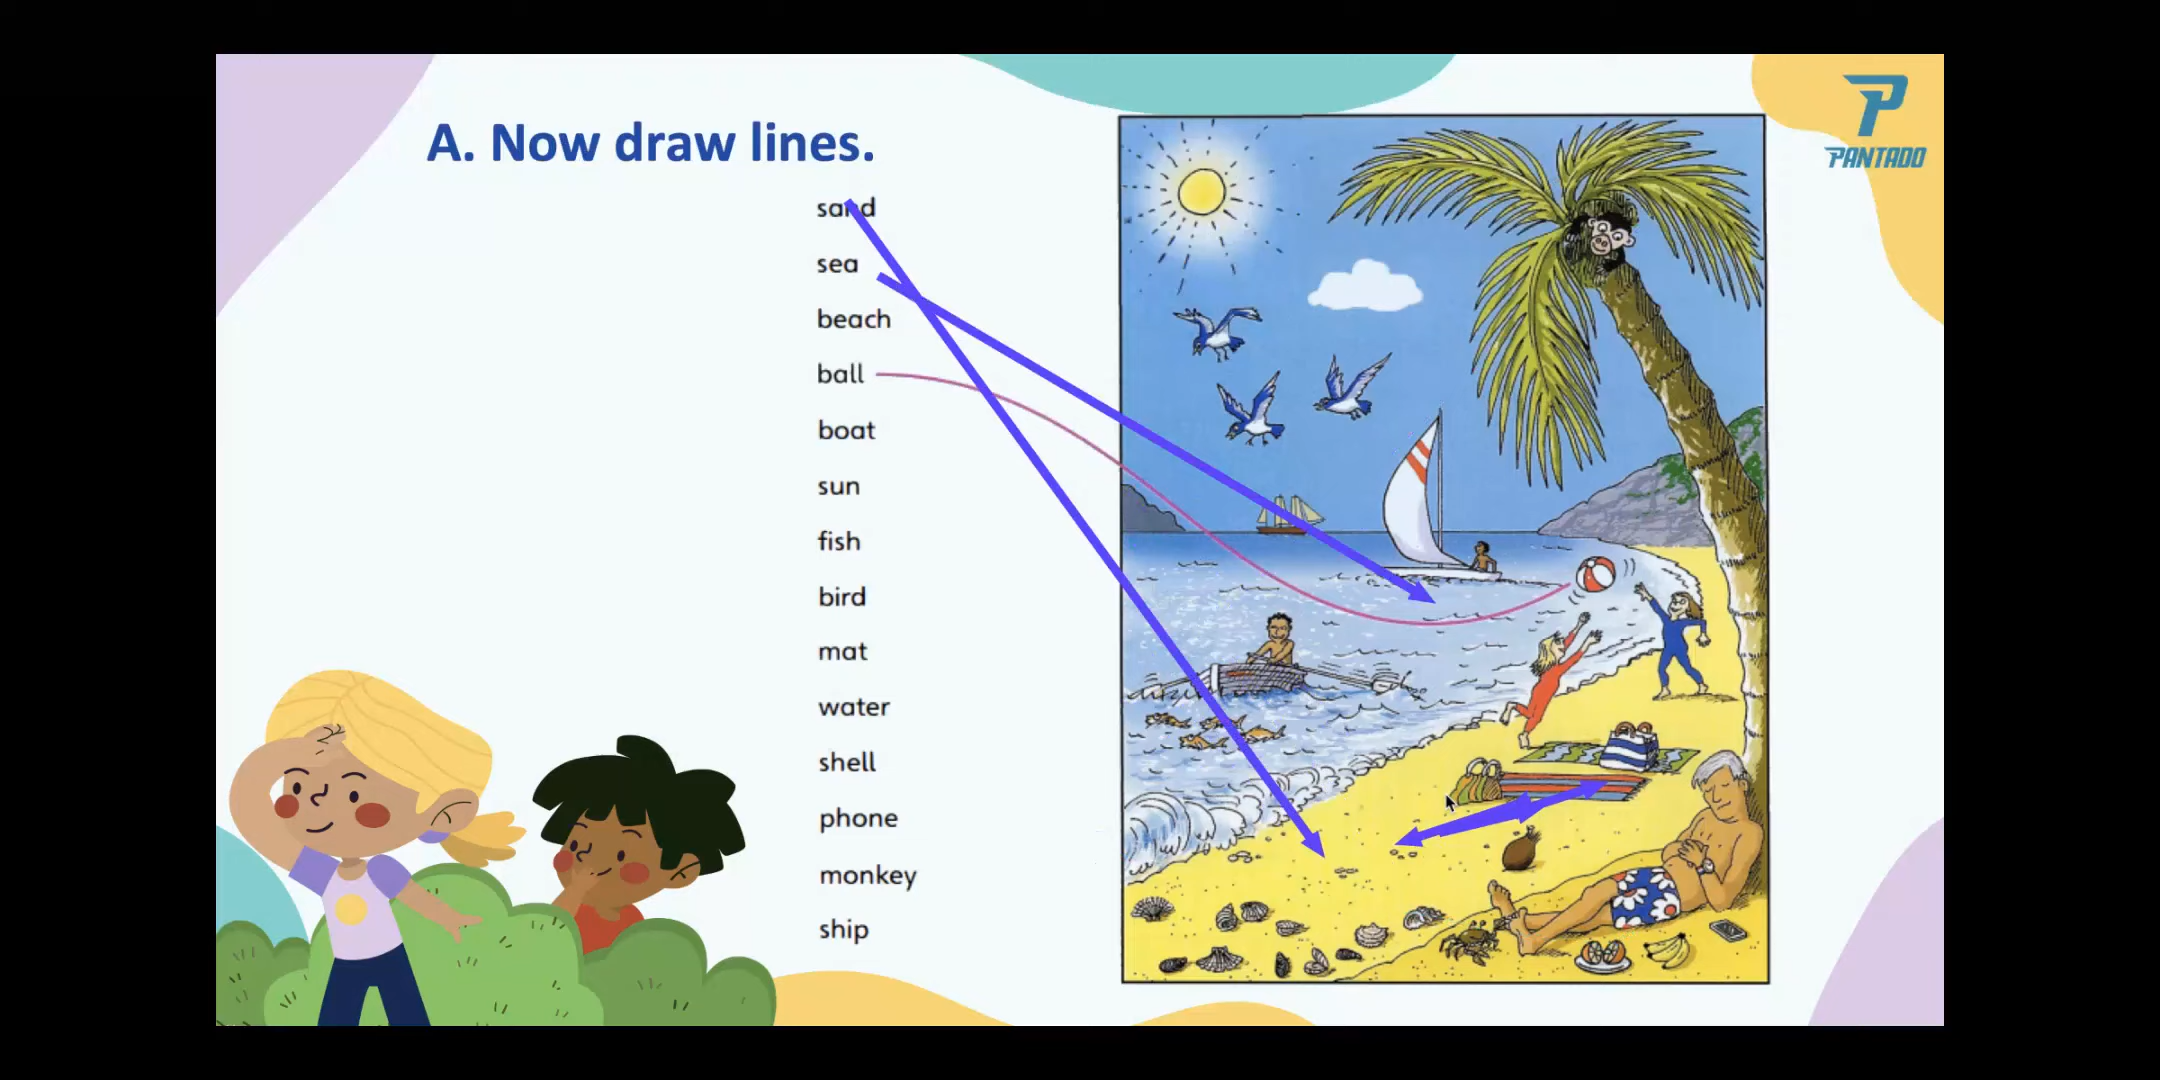 PANTADO
A. Now draw lines.
sand
sea
beach
ball
boat
sun
fish
bird
mat
water
shell
phone
monkey
ship